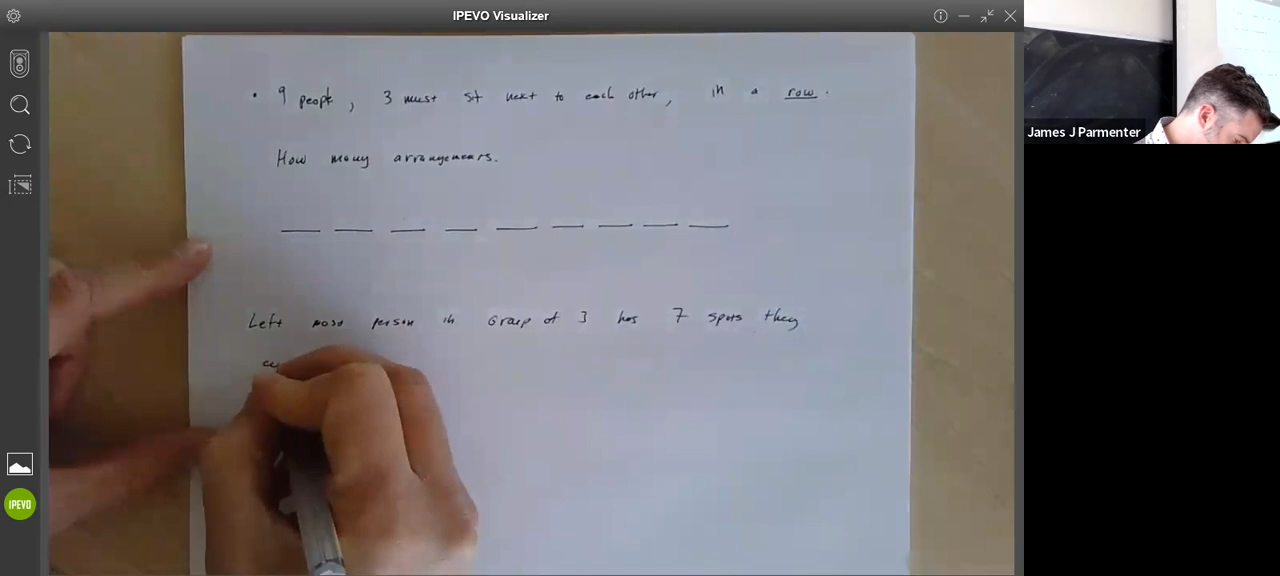 IPEVO Visualizer
• 9 people, 3 must sit next to each other, in a row.
How many arrangements.
James J Parmenter
Left most person in Group of 3 has 7 spots they
IPEVO